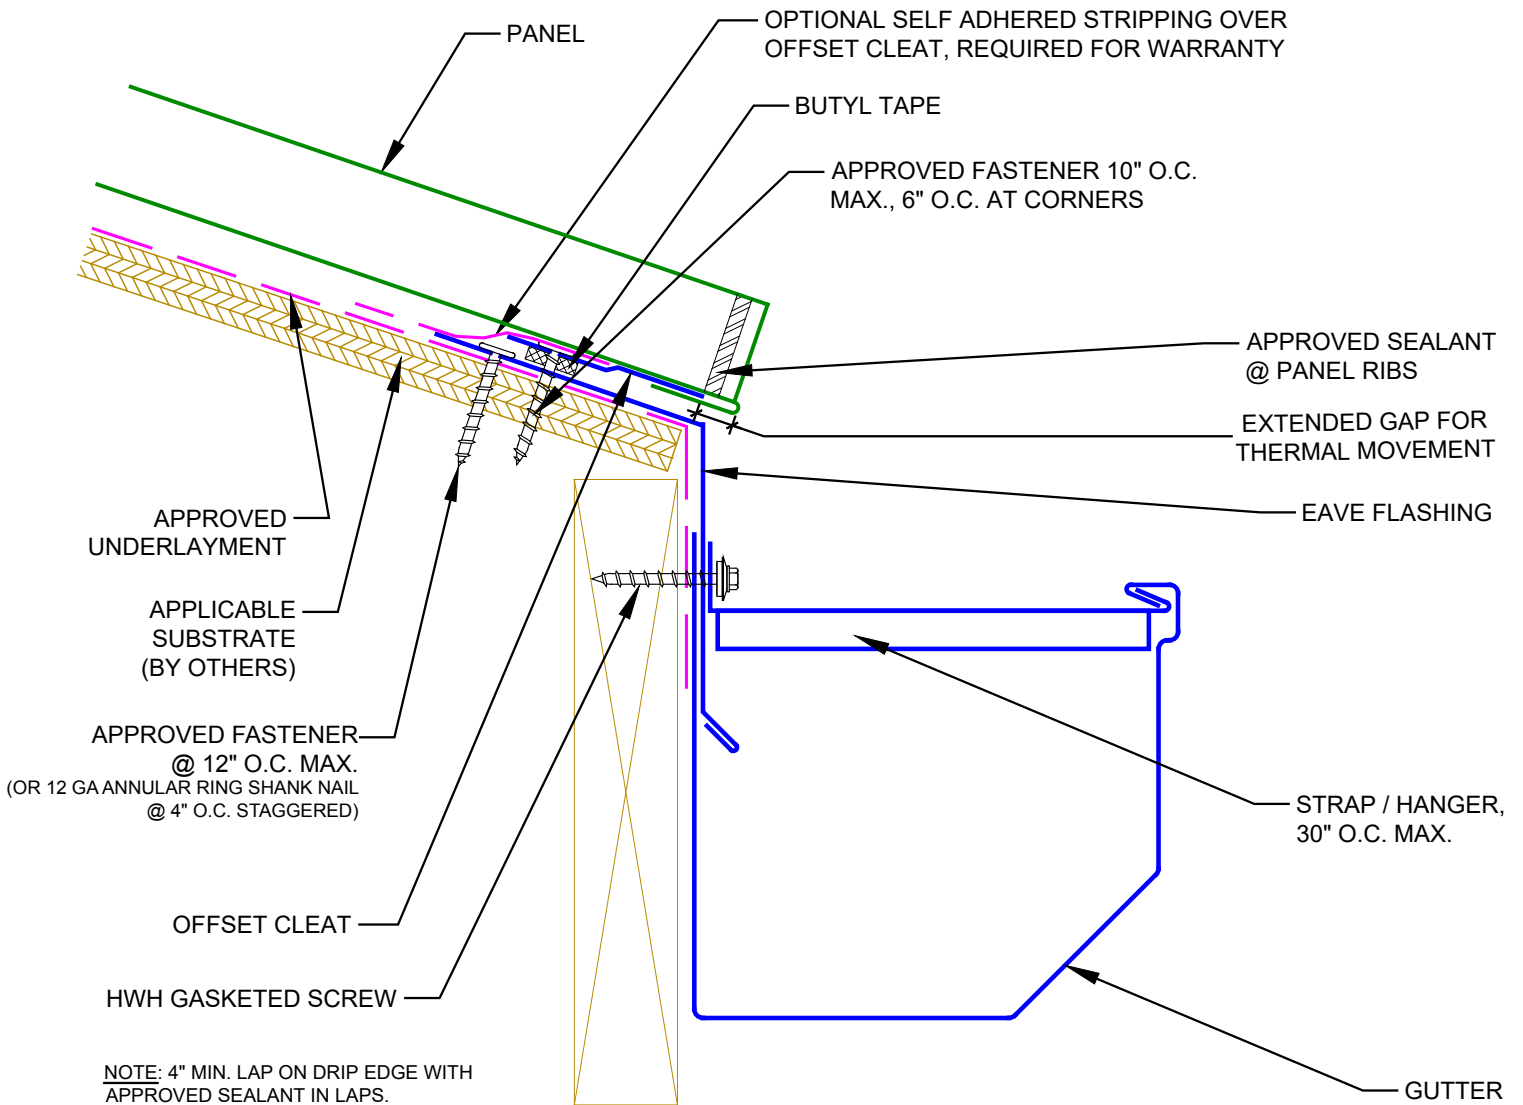 PANEL
OPTIONAL SELF ADHERED STRIPPING OVER
OFFSET CLEAT, REQUIRED FOR WARRANTY
BUTYL TAPE
APPROVED FASTENER 10" O.C.
MAX., 6" O.C. AT CORNERS
APPROVED SEALANT
@ PANEL RIBS
EXTENDED GAP FOR
THERMAL MOVEMENT
EAVE FLASHING
APPROVED
UNDERLAYMENT
APPLICABLE
SUBSTRATE
(BY OTHERS)
APPROVED FASTENER
@ 12" O.C. MAX.
(OR 12 GA ANNULAR RING SHANK NAIL
@ 4" O.C. STAGGERED)
STRAP / HANGER,
30" O.C. MAX.
OFFSET CLEAT
HWH GASKETED SCREW
NOTE: 4" MIN. LAP ON DRIP EDGE WITH
APPROVED SEALANT IN LAPS.
GUTTER